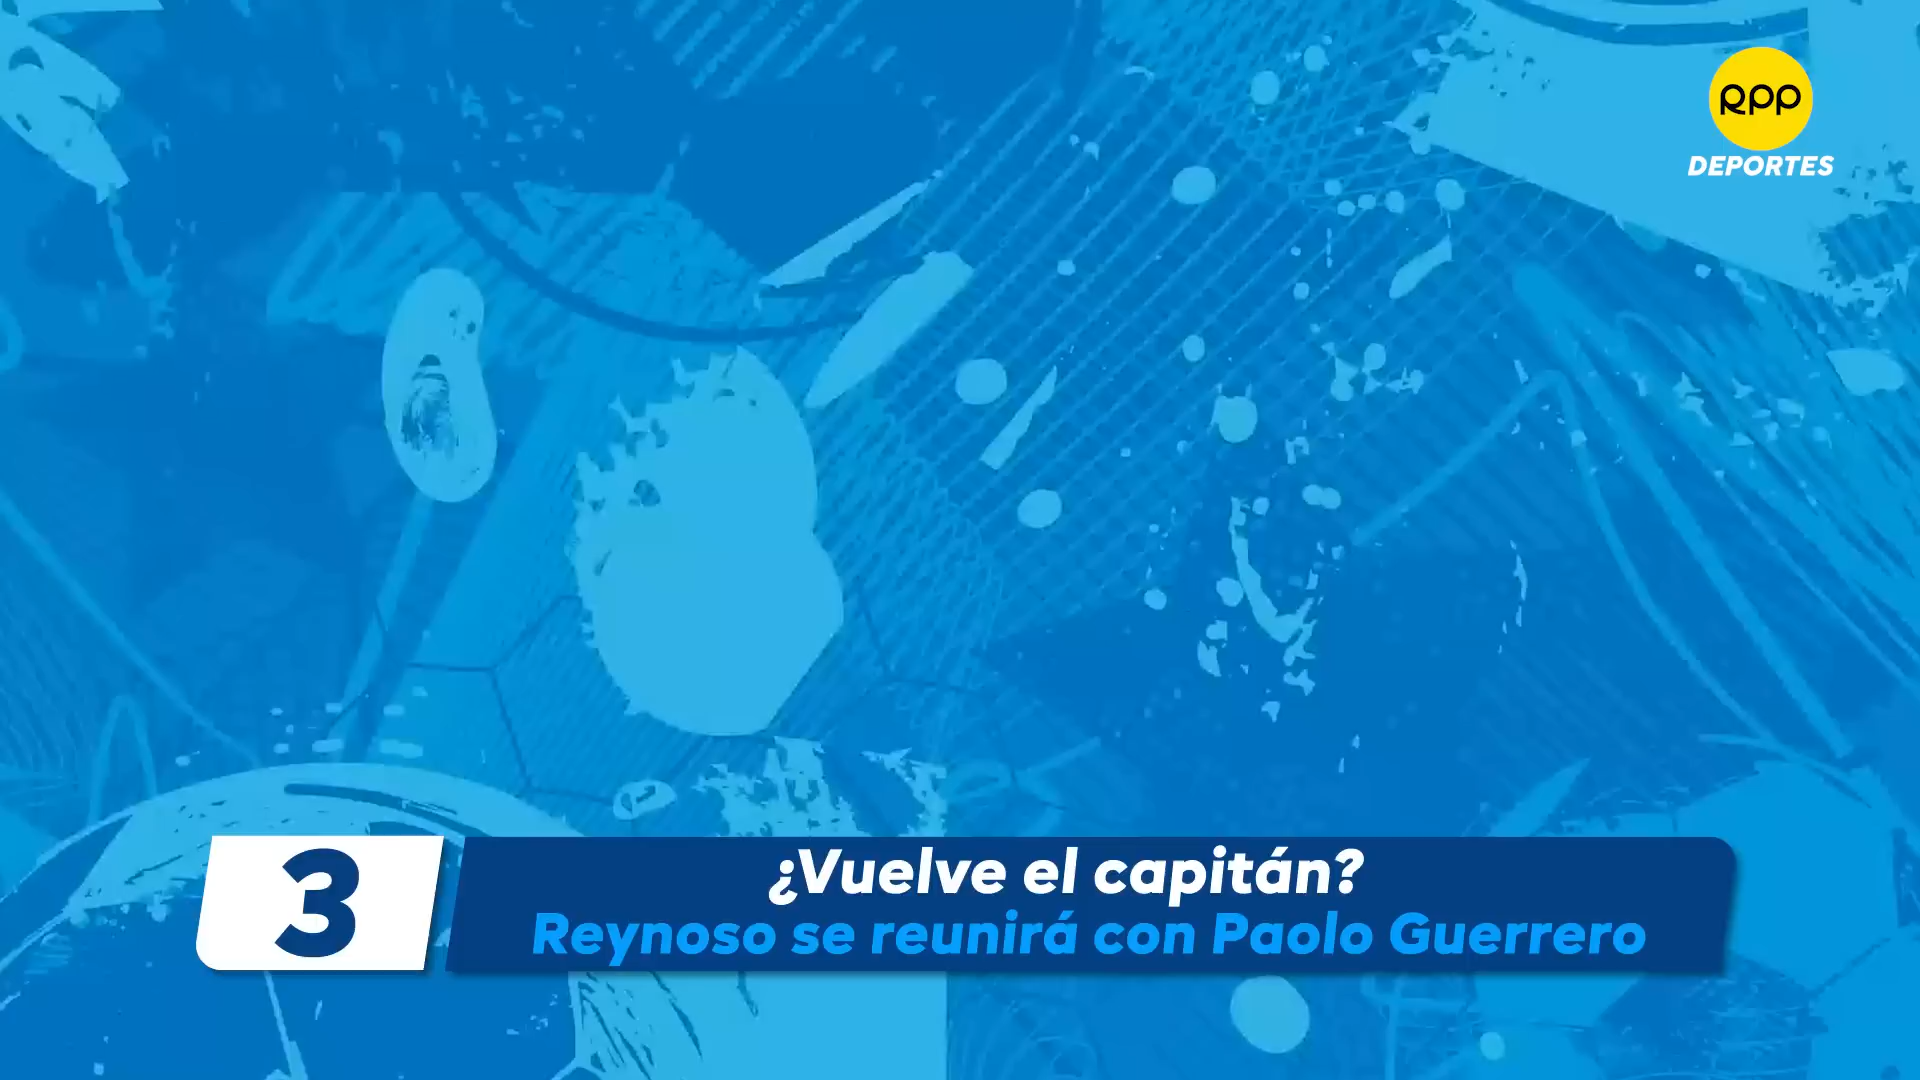 RPP
DEPORTES
3
¿Vuelve el capitán?
Reynoso se reunirá con Paolo Guerrero